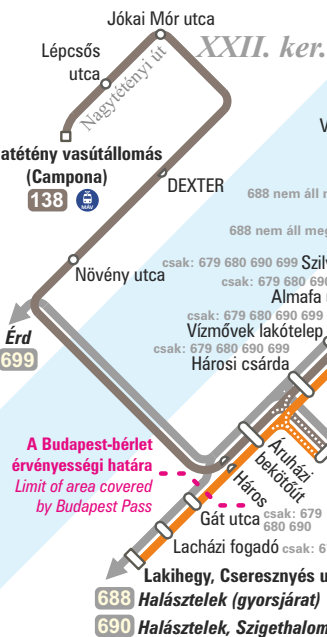 Jókai Mór utca
XXII. ker.
Lépcsős
utca
Nagytétényi út
vasútállomás
(Campona)
138
MÁV
DEXTER
688 nem áll
688 nem áll
csak: 679 680 690 699
csak: 679 680 690
Növény utca
Almafa
csak: 679 680 690 699
Vízművek lakótelep
csak: 679 680 690 699
Hárosi csárda
Érd
699
A Budapest-bérlet
érvényességi határa
Limit of area covered
by Budapest Pass
Háros
Áruházi
bekötőút
Gát utca
csak: 679
680 690
Lacházi fogadó csak:
Lakihegy, Cseresznyés
688 Halásztelek (gyorsjárat)
690 Halásztelek, Szigethalom